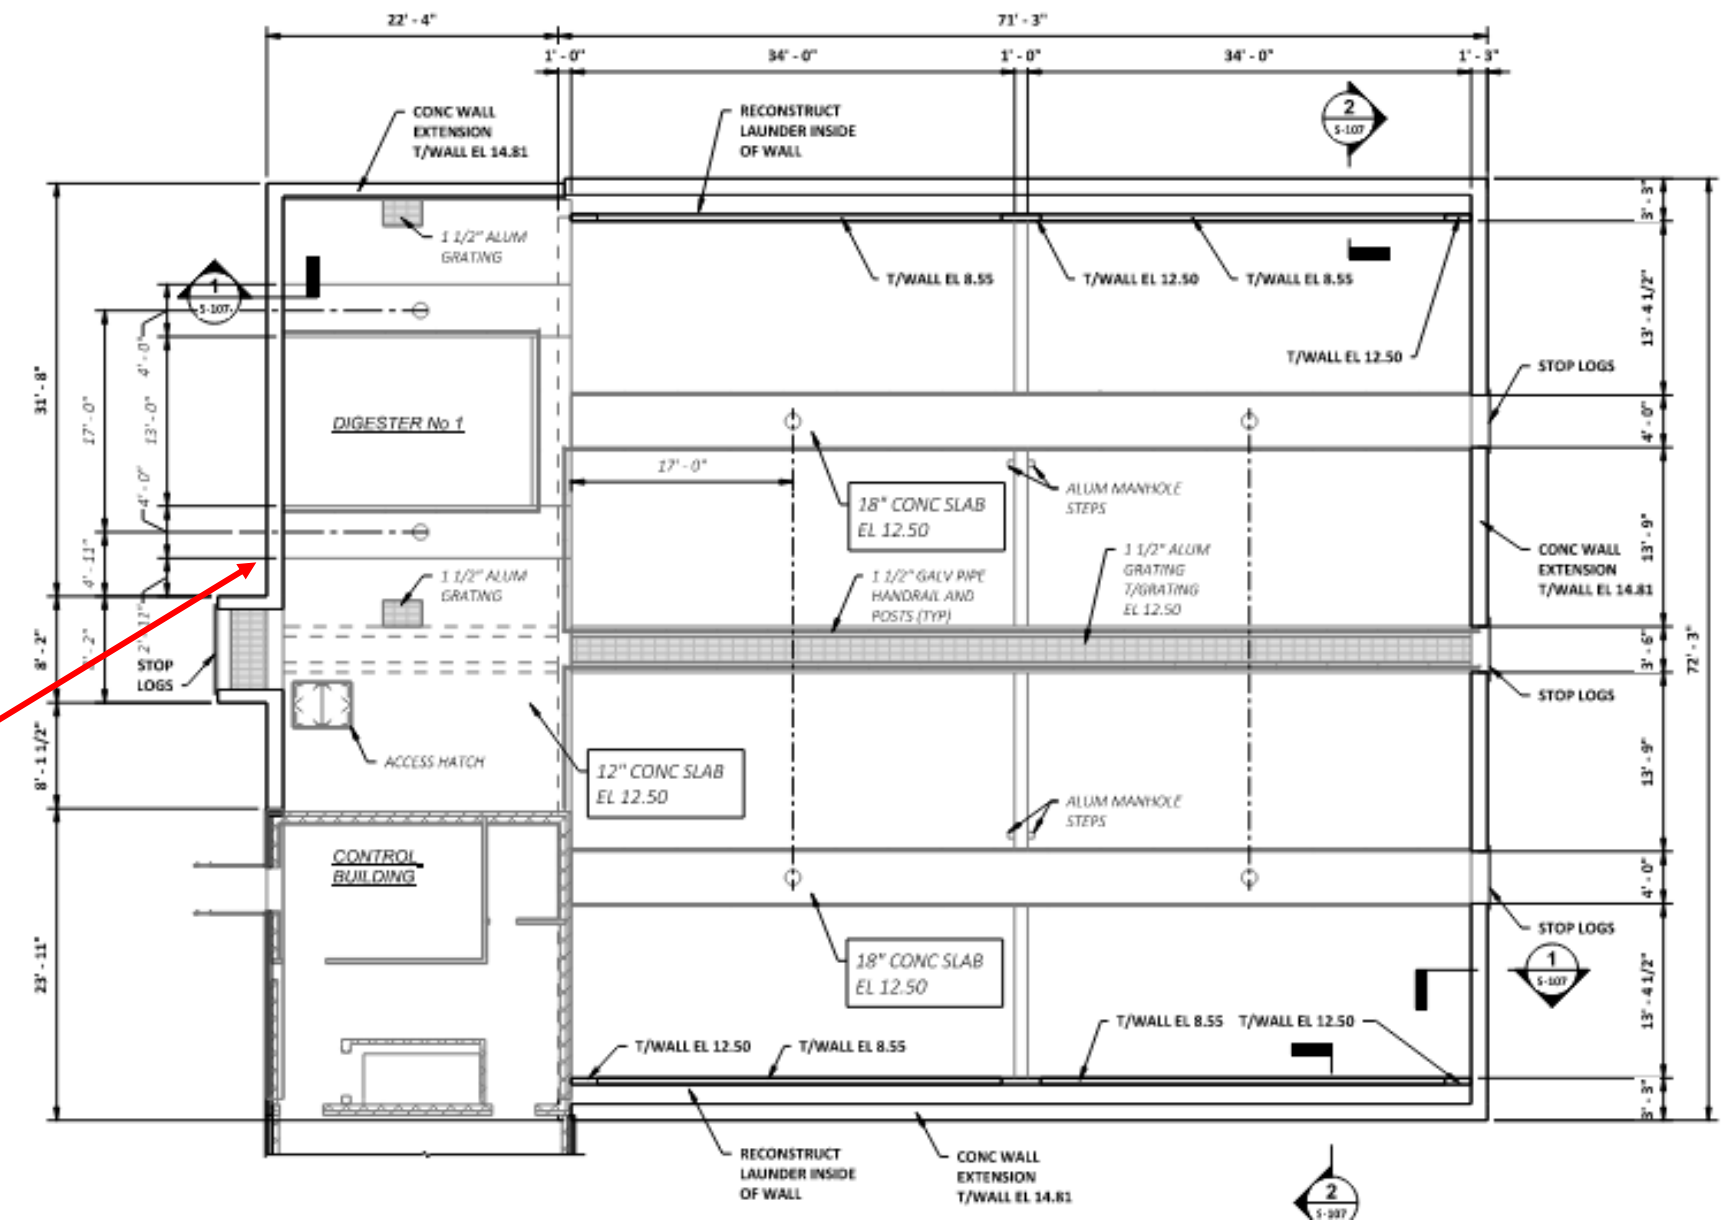 22' - 4"
71' - 3"
1' - 0"
34' - 0"
1' - 0"
34' - 0"
1' - 3"
CONC WALL
EXTENSION
T/WALL EL 14.81
RECONSTRUCT
LAUNDER INSIDE
OF WALL
2
S-107
1 1/2" ALUM
GRATING
T/WALL EL 8.55
T/WALL EL 12.50
T/WALL EL 8.55
3' - 3"
1
S-107
13' - 4 1/2"
T/WALL EL 12.50
STOP LOGS
31' - 8"
17' - 0"
4' - 0"
13' - 0"
4' - 0"
4' - 11"
2' - 11"
DIGESTER No 1
4' - 0"
17' - 0"
18" CONC SLAB
EL 12.50
ALUM MANHOLE
STEPS
13' - 9"
CONC WALL
EXTENSION
T/WALL EL 14.81
1 1/2" ALUM
GRATING
1 1/2" GALV PIPE
HANDRAIL AND
POSTS (TYP)
1 1/2" ALUM
GRATING
T/GRATING
EL 12.50
8' - 2"
STOP
LOGS
3' - 6"
72' - 3"
STOP LOGS
8' - 1 1/2"
ACCESS HATCH
12" CONC SLAB
EL 12.50
13' - 9"
ALUM MANHOLE
STEPS
CONTROL
BUILDING
4' - 0"
STOP LOGS
23' - 11"
18" CONC SLAB
EL 12.50
1
S-107
13' - 4 1/2"
T/WALL EL 12.50
T/WALL EL 8.55
T/WALL EL 8.55
T/WALL EL 12.50
3' - 3"
RECONSTRUCT
LAUNDER INSIDE
OF WALL
CONC WALL
EXTENSION
T/WALL EL 14.81
2
S-107